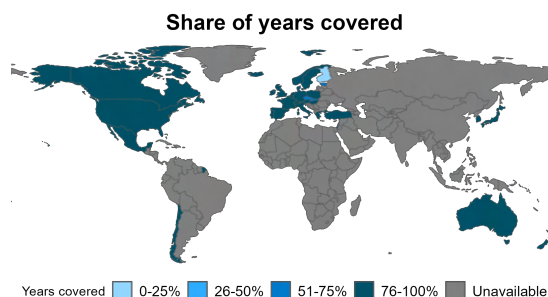 Share of years covered
Years covered 0-25% 26-50% 51-75% 76-100% Unavailable